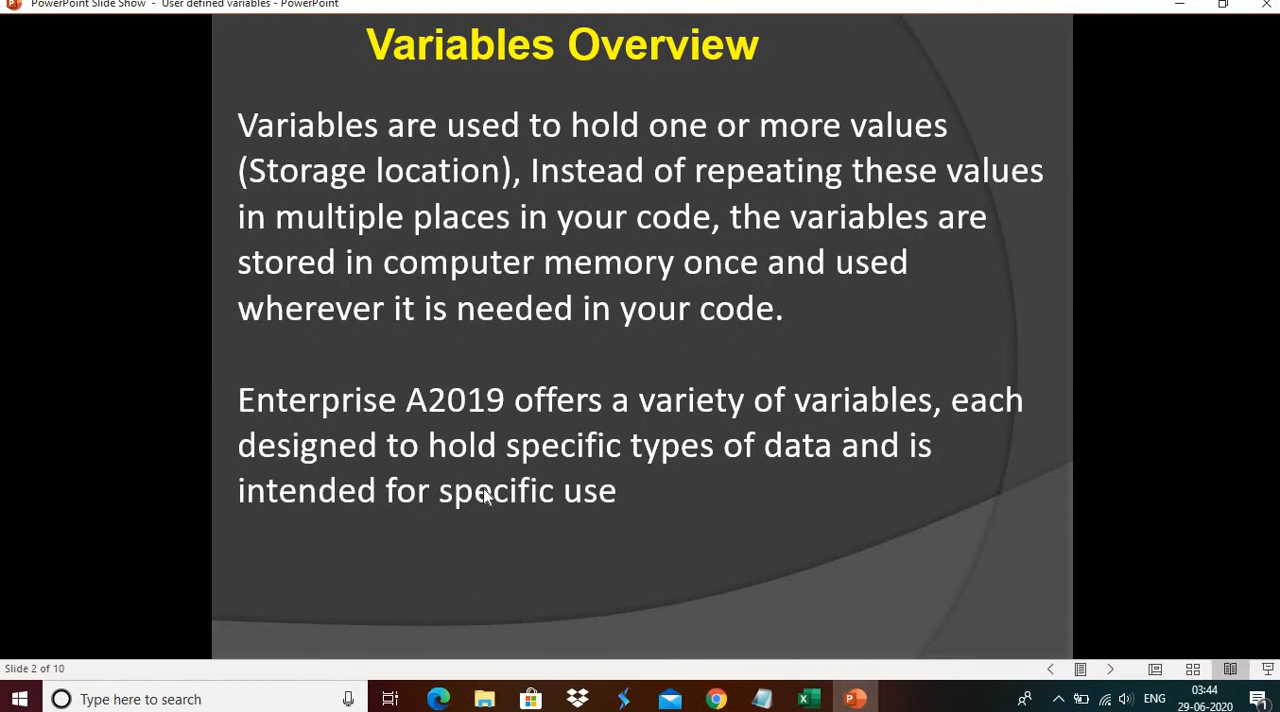 PowerPoint Slide Show - User defined variables - PowerPoint
Variables Overview
Variables are used to hold one or more values
(Storage location), Instead of repeating these values
in multiple places in your code, the variables are
stored in computer memory once and used
wherever it is needed in your code.
Enterprise A2019 offers a variety of variables, each
designed to hold specific types of data and is
intended for specific use
Slide 2 of 10
Type here to search
ENG
03:44
29-06-2020
1